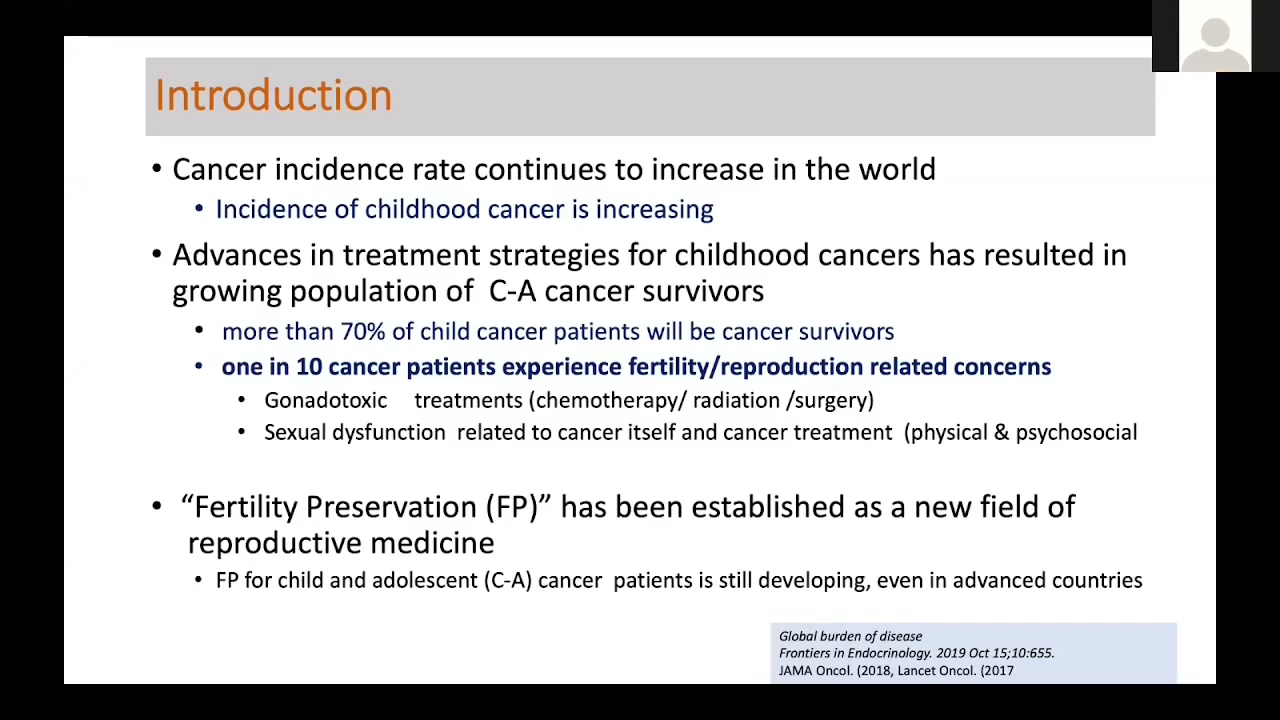 Introduction
• Cancer incidence rate continues to increase in the world
• Incidence of childhood cancer is increasing
• Advances in treatment strategies for childhood cancers has resulted in
growing population of C-A cancer survivors
• more than 70% of child cancer patients will be cancer survivors
• one in 10 cancer patients experience fertility/reproduction related concerns
• Gonadotoxic treatments (chemotherapy/ radiation /surgery)
• Sexual dysfunction related to cancer itself and cancer treatment (physical & psychosocial
• “Fertility Preservation (FP)” has been established as a new field of
reproductive medicine
• FP for child and adolescent (C-A) cancer patients is still developing, even in advanced countries
Global burden of disease
Frontiers in Endocrinology. 2019 Oct 15;10:655.
JAMA Oncol. (2018, Lancet Oncol. (2017